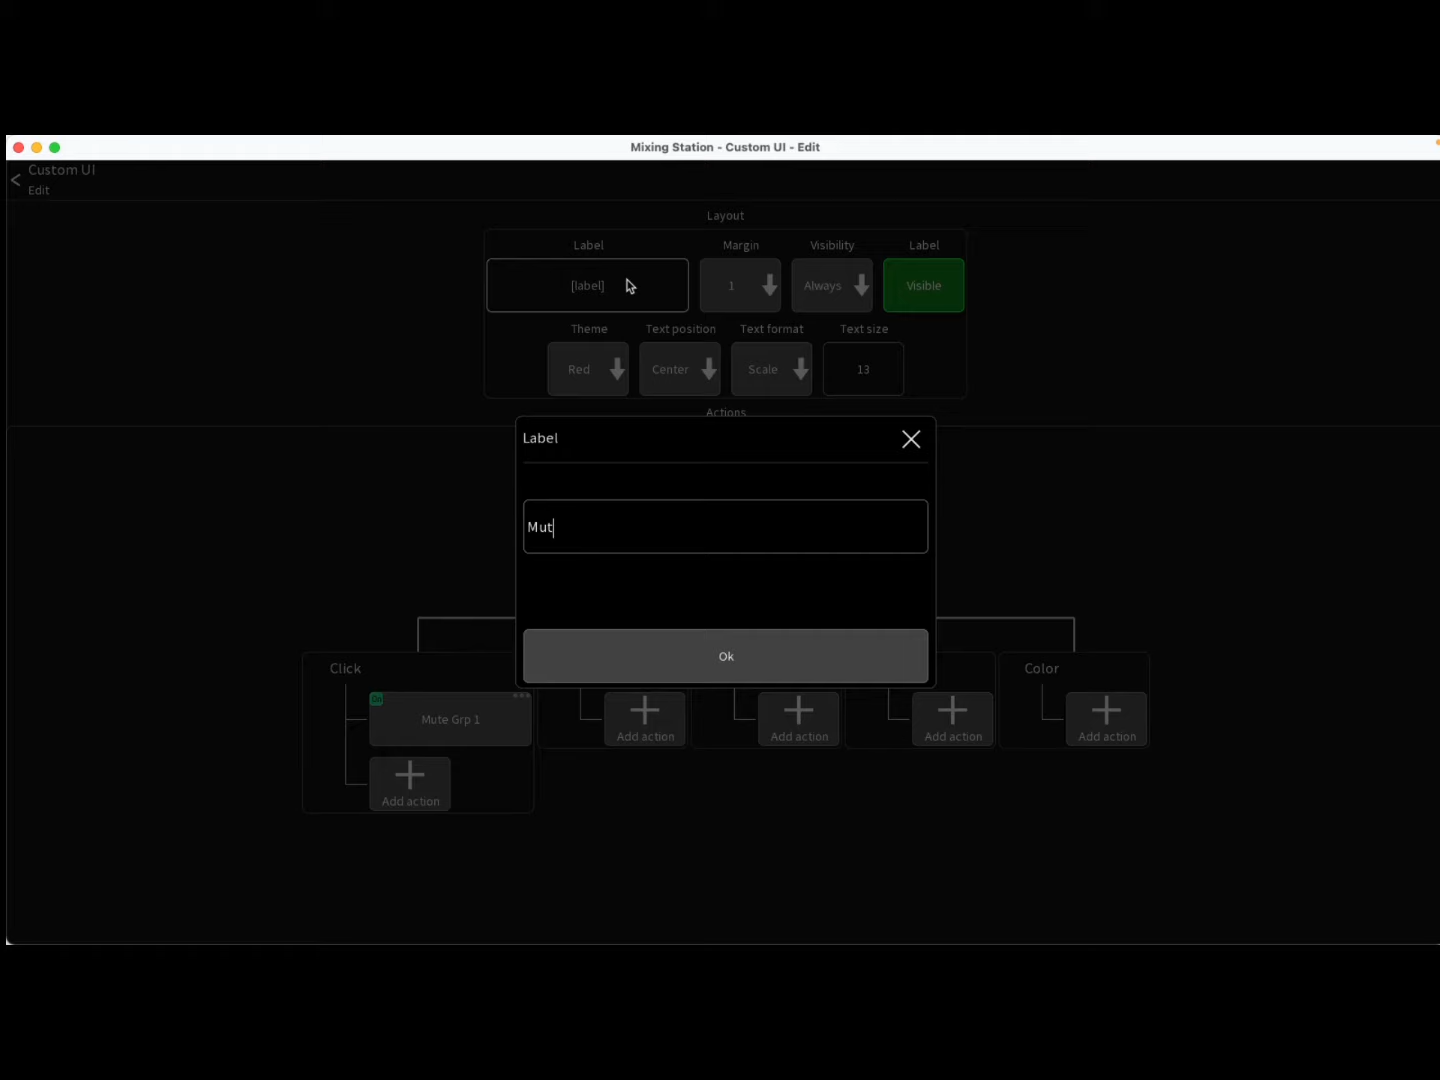 Mixing Station - Custom UI - Edit
Custom UI
Edit
Layout
Label Margin Visibility Label
[label] 1 Always Visible
Theme Text position Text format Text size
Red Center Scale 13
Actions
Label
Mut
Ok
Click Color
Mute Grp 1
Add action Add action Add action Add action
Add action